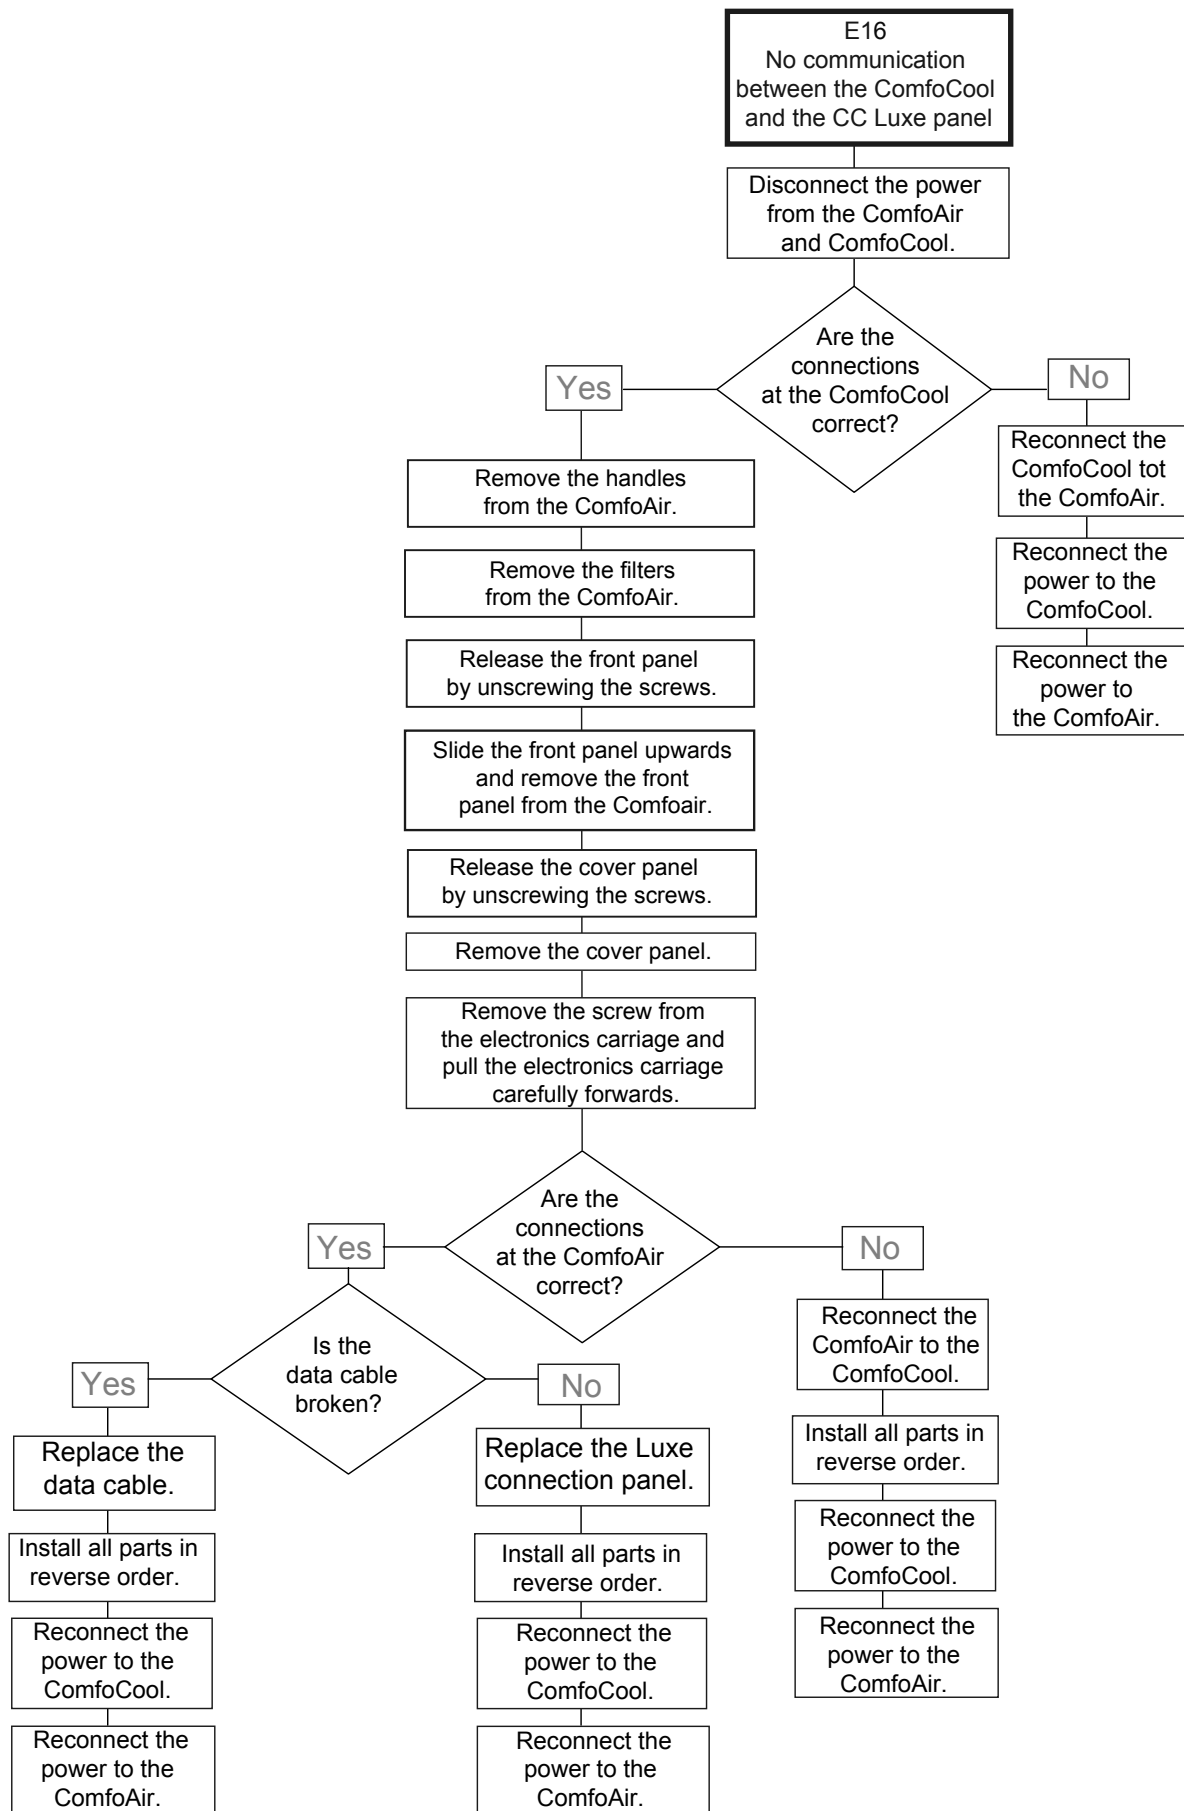 E16
No communication
between the ComfoCool
and the CC Luxe panel
Disconnect the power
from the ComfoAir
and ComfoCool.
Are the
connections
at the ComfoCool
correct?
Yes
No
Remove the handles
from the ComfoAir.
Remove the filters
from the ComfoAir.
Release the front panel
by unscrewing the screws.
Slide the front panel upwards
and remove the front
panel from the Comfoair.
Release the cover panel
by unscrewing the screws.
Remove the cover panel.
Remove the screw from
the electronics carriage and
pull the electronics carriage
carefully forwards.
Reconnect the
ComfoCool tot
the ComfoAir.
Reconnect the
power to the
ComfoCool.
Reconnect the
power to
the ComfoAir.
Are the
connections
at the ComfoAir
correct?
Yes
No
Is the
data cable
broken?
Yes
No
Replace the
data cable.
Install all parts in
reverse order.
Reconnect the
power to the
ComfoCool.
Reconnect the
power to the
ComfoAir.
Replace the Luxe
connection panel.
Install all parts in
reverse order.
Reconnect the
power to the
ComfoCool.
Reconnect the
power to the
ComfoAir.
Reconnect the
ComfoAir to the
ComfoCool.
Install all parts in
reverse order.
Reconnect the
power to the
ComfoCool.
Reconnect the
power to the
ComfoAir.